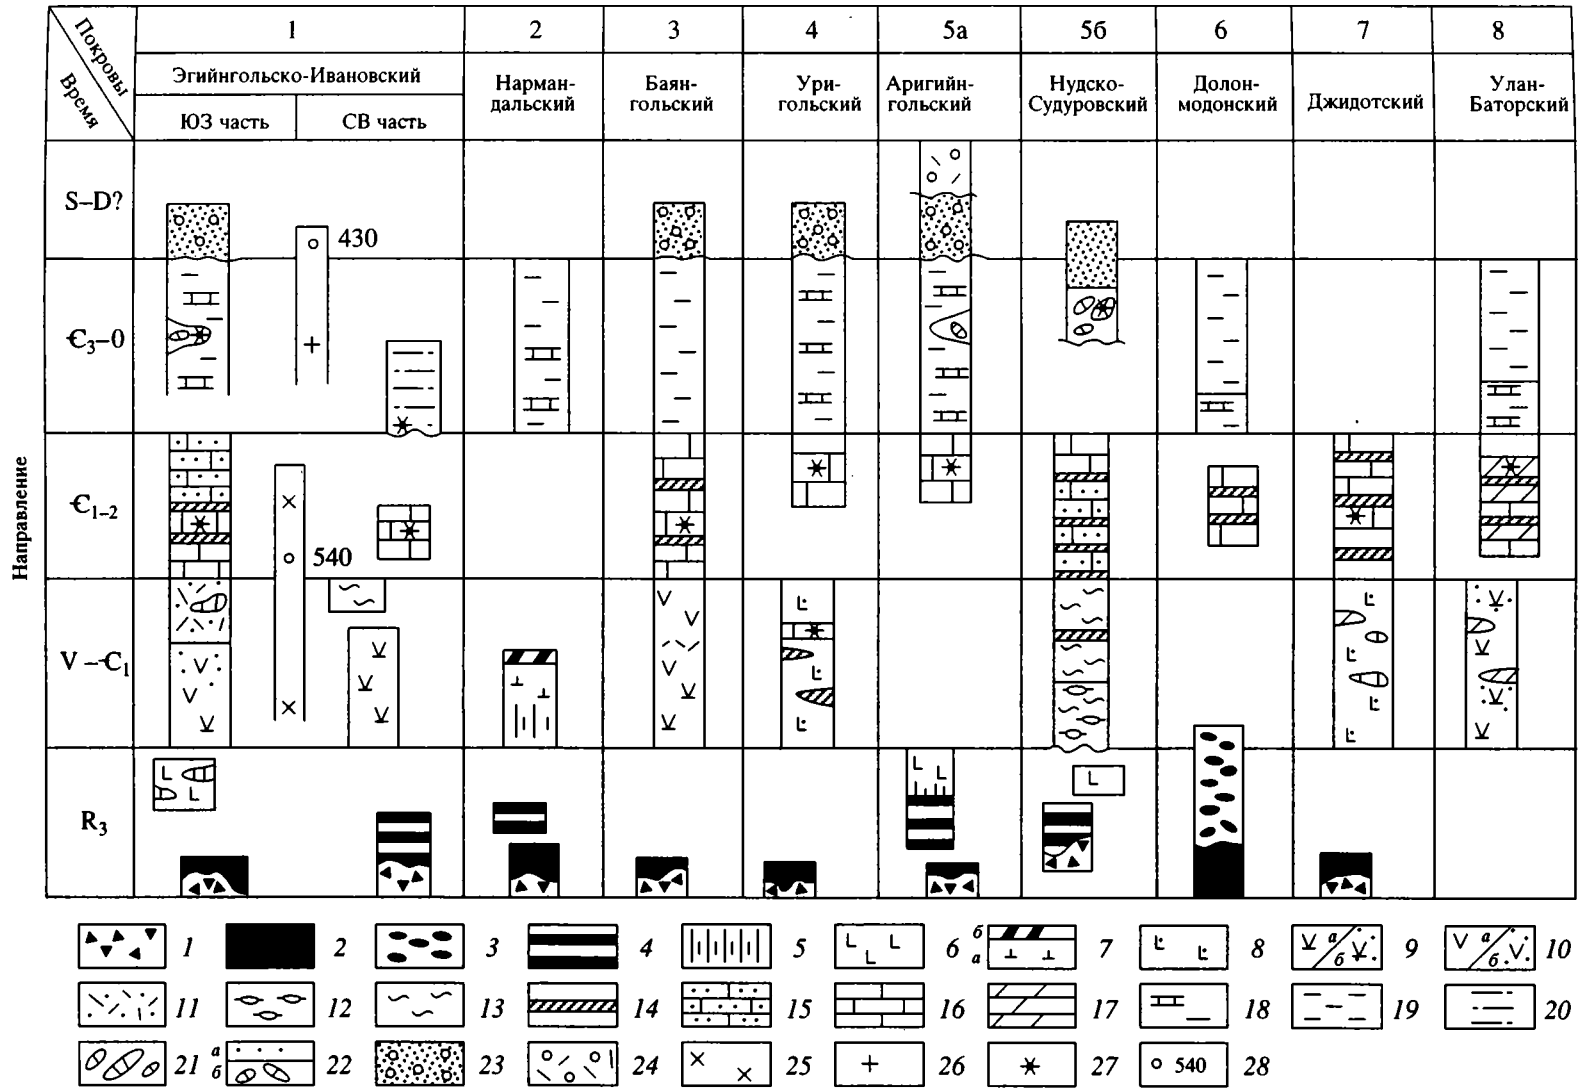 Покровы
Время
1 2 3 4 5а 5б 6 7 8
Эгийнгольско-Ивановский
ЮЗ часть СВ часть
Нарман-
дальский
Баян-
гольский
Ури-
гольский
Аригийн-
гольский
Нудско-
Судуровский
Долон-
модонский
Джидотский
Улан-
Баторский
Направление
S–D?
430
Є₃–0
Є₁₋₂
540
V–Є₁
R₃
1 2 3 4 5 6 б а 7 8 а б 9 а б 10
11 12 13 14 15 16 17 18 19 20
21 а б 22 23 24 25 26 27 540 28